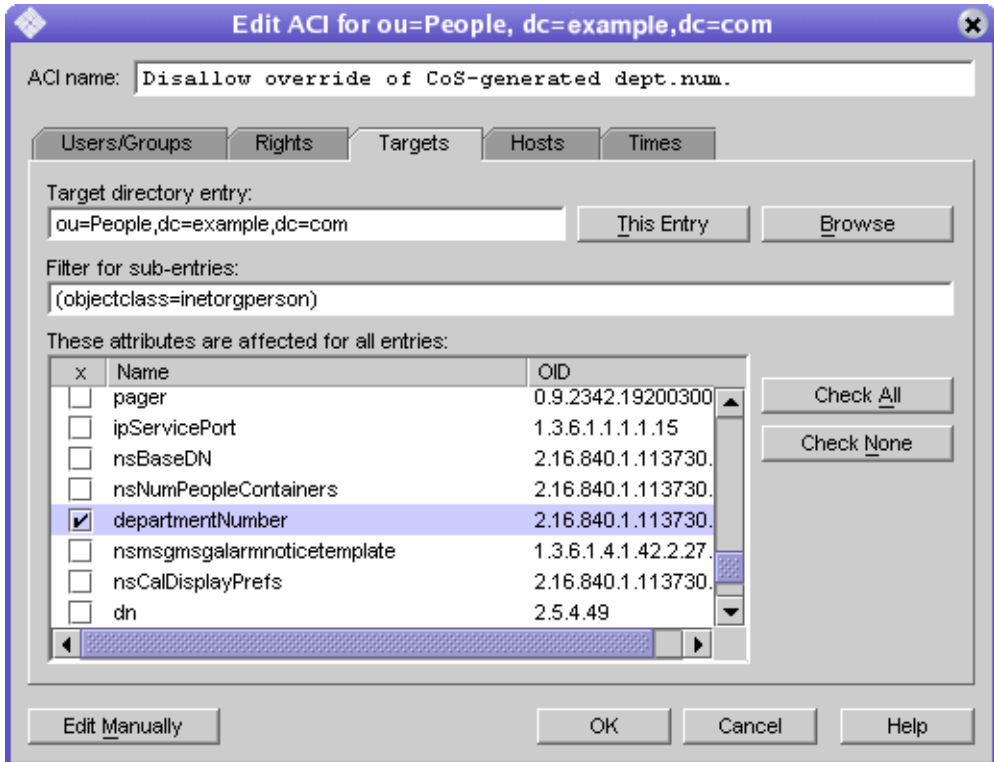 Edit ACI for ou=People, dc=example,dc=com
ACI name: Disallow override of CoS-generated dept.num.
Users/Groups Rights Targets Hosts Times
Target directory entry:
ou=People,dc=example,dc=com This Entry Browse
Filter for sub-entries:
(objectclass=inetorgperson)
These attributes are affected for all entries:
x Name OID
pager 0.9.2342.19200300 Check All
ipServicePort 1.3.6.1.1.1.1.15
nsBaseDN 2.16.840.1.113730. Check None
nsNumPeopleContainers 2.16.840.1.113730.
departmentNumber 2.16.840.1.113730.
nsmsgmsgalarmnoticetemplate 1.3.6.1.4.1.42.2.27.
nsCalDisplayPrefs 2.16.840.1.113730.
dn 2.5.4.49
Edit Manually OK Cancel Help